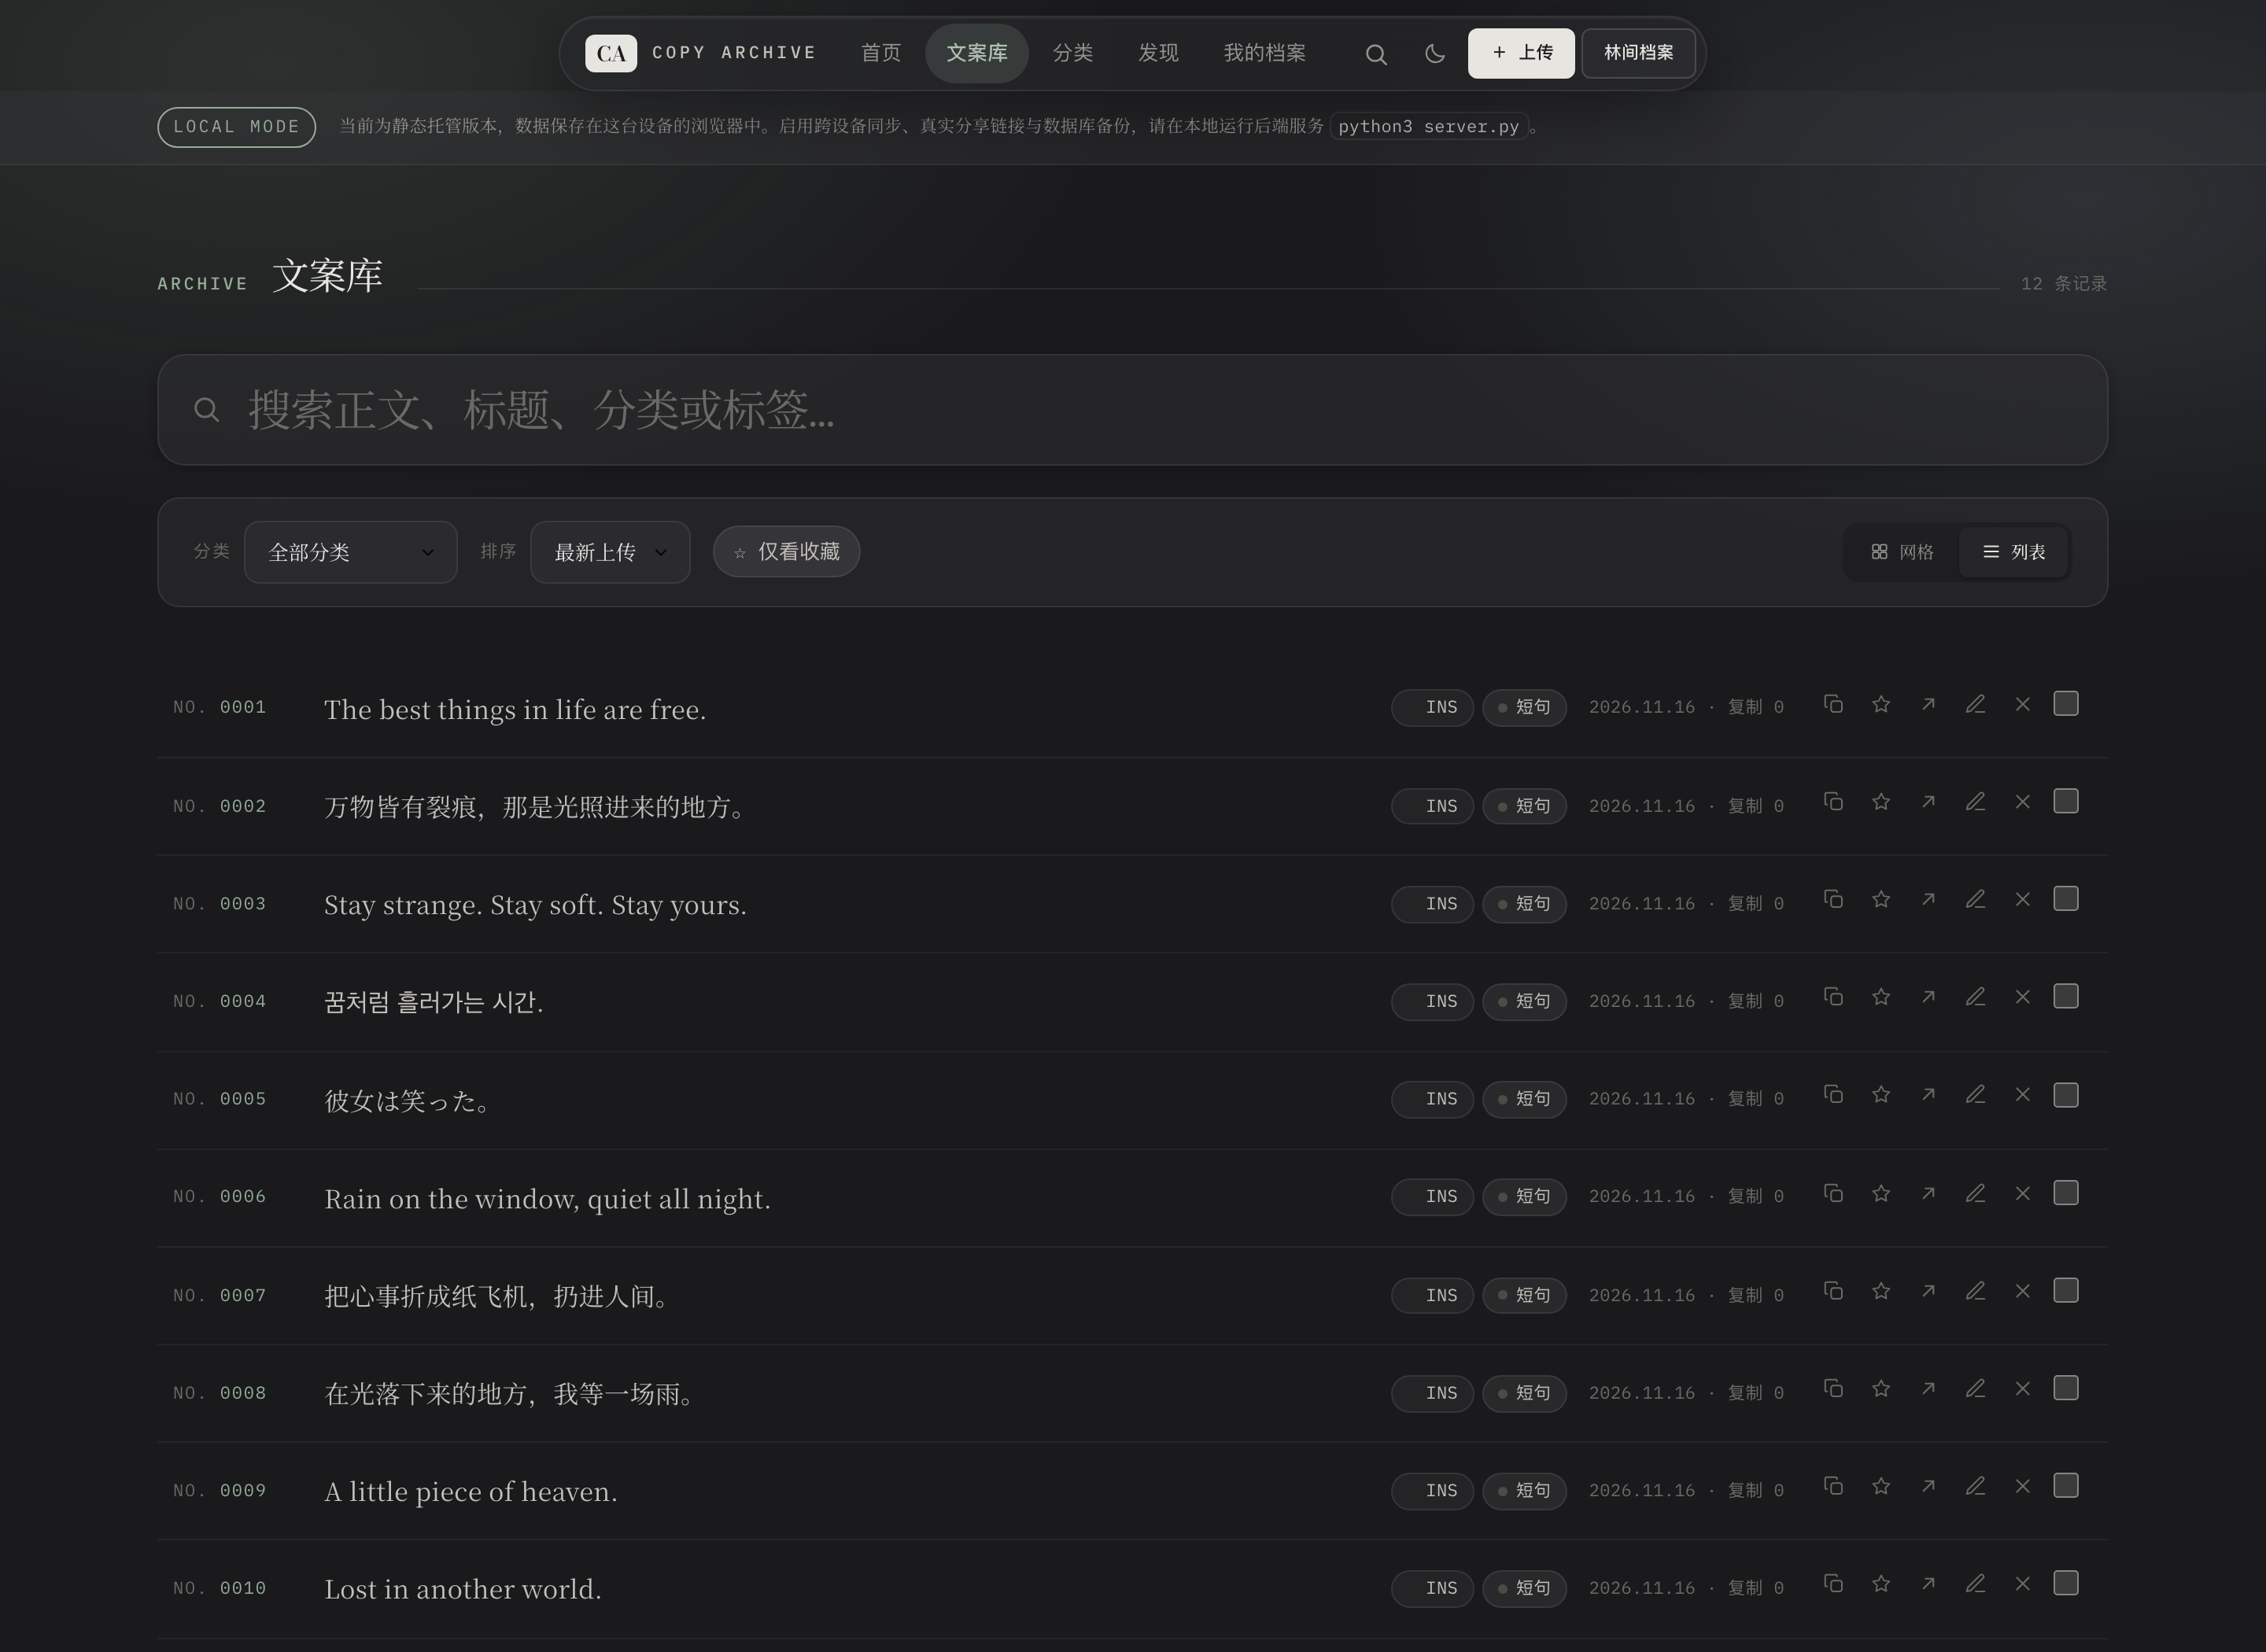 CA COPY ARCHIVE 首页 文案库 分类 发现 我的档案 + 上传 林间档案
LOCAL MODE 当前为静态托管版本，数据保存在这台设备的浏览器中。启用跨设备同步、真实分享链接与数据库备份，请在本地运行后端服务 python3 server.py。
ARCHIVE 文案库 12 条记录
搜索正文、标题、分类或标签…
分类 全部分类 排序 最新上传 ☆ 仅看收藏 网格 列表
NO. 0001 The best things in life are free. INS 短句 2026.11.16 · 复制 0
NO. 0002 万物皆有裂痕，那是光照进来的地方。 INS 短句 2026.11.16 · 复制 0
NO. 0003 Stay strange. Stay soft. Stay yours. INS 短句 2026.11.16 · 复制 0
NO. 0004 꿈처럼 흘러가는 시간. INS 短句 2026.11.16 · 复制 0
NO. 0005 彼女は笑った。 INS 短句 2026.11.16 · 复制 0
NO. 0006 Rain on the window, quiet all night. INS 短句 2026.11.16 · 复制 0
NO. 0007 把心事折成纸飞机，扔进人间。 INS 短句 2026.11.16 · 复制 0
NO. 0008 在光落下来的地方，我等一场雨。 INS 短句 2026.11.16 · 复制 0
NO. 0009 A little piece of heaven. INS 短句 2026.11.16 · 复制 0
NO. 0010 Lost in another world. INS 短句 2026.11.16 · 复制 0